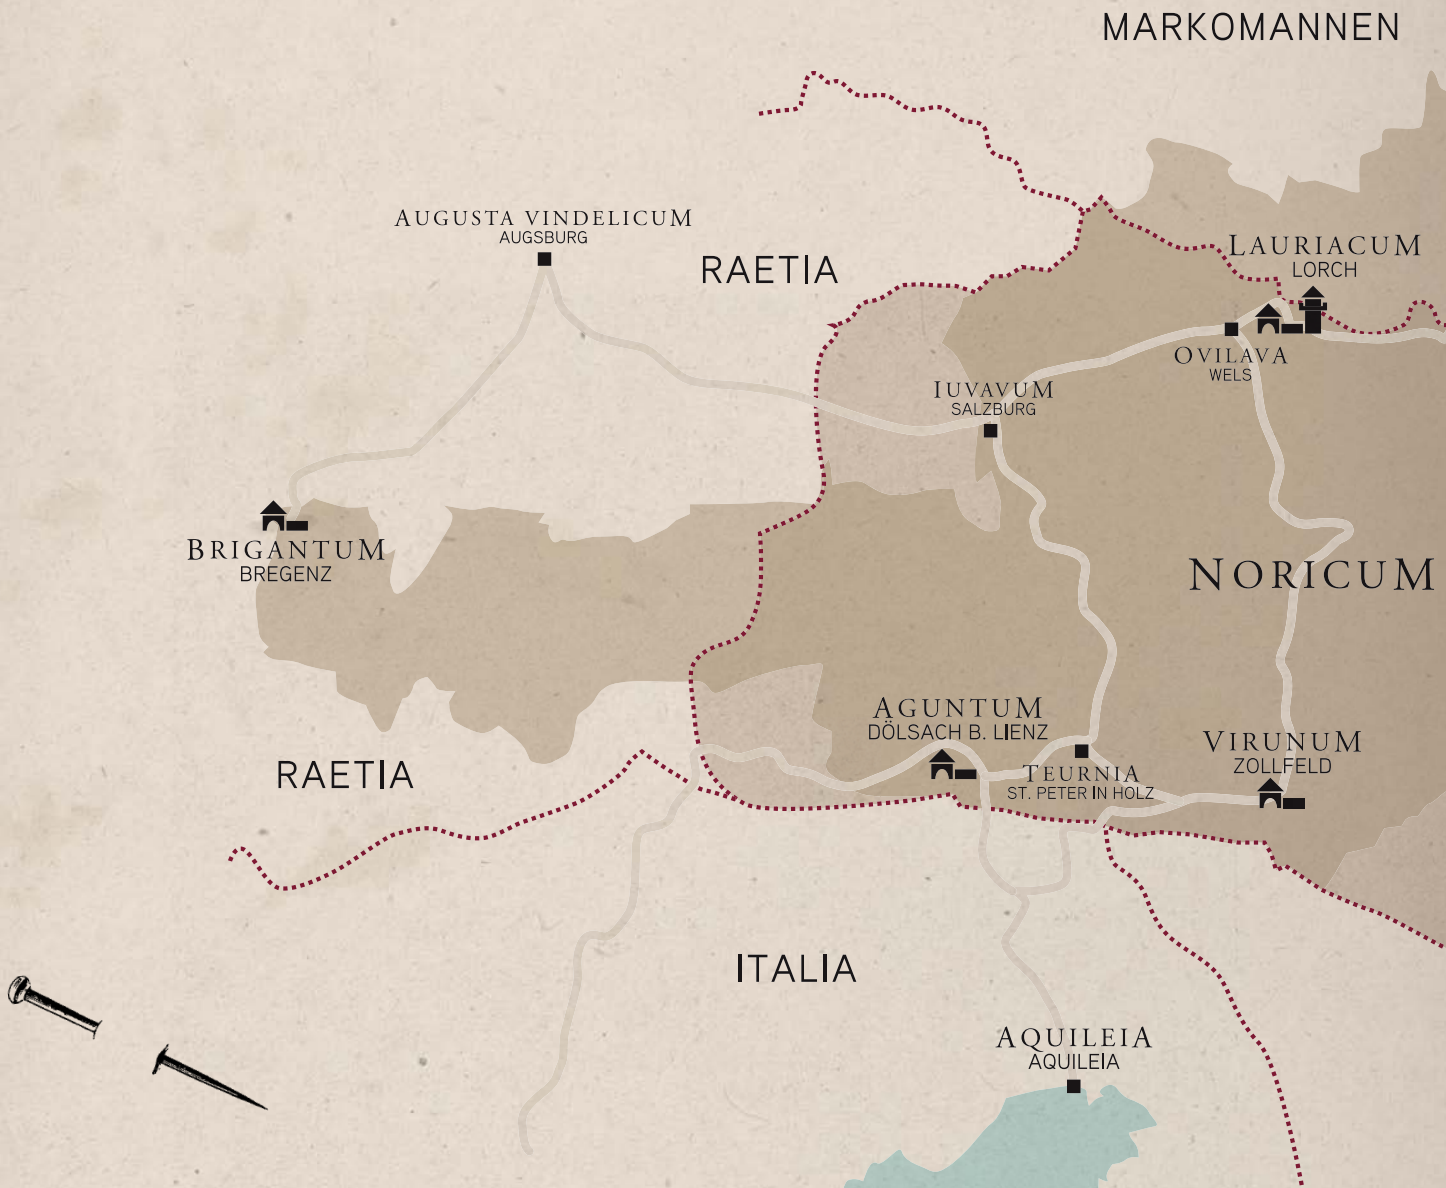 MARKOMANNEN
AUGUSTA VINDELICUM
AUGSBURG
RAETIA
LAURIACUM
LORCH
OVILAVA
WELS
IUVAVUM
SALZBURG
BRIGANTUM
BREGENZ
NORICUM
AGUNTUM
DÖLSACH B. LIENZ
VIRUNUM
ZOLLFELD
TEURNIA
ST. PETER IN HOLZ
RAETIA
ITALIA
AQUILEIA
AQUILEIA